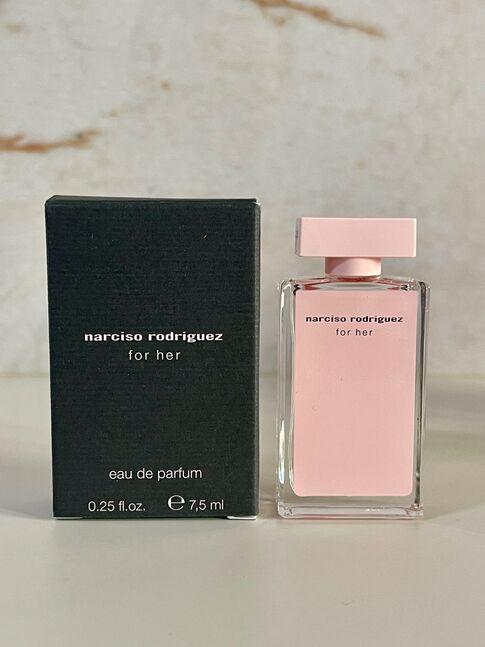 narciso rodriguez
for her
eau de parfum
0.25 fl.oz. ℮ 7,5 ml
narciso rodriguez
for her